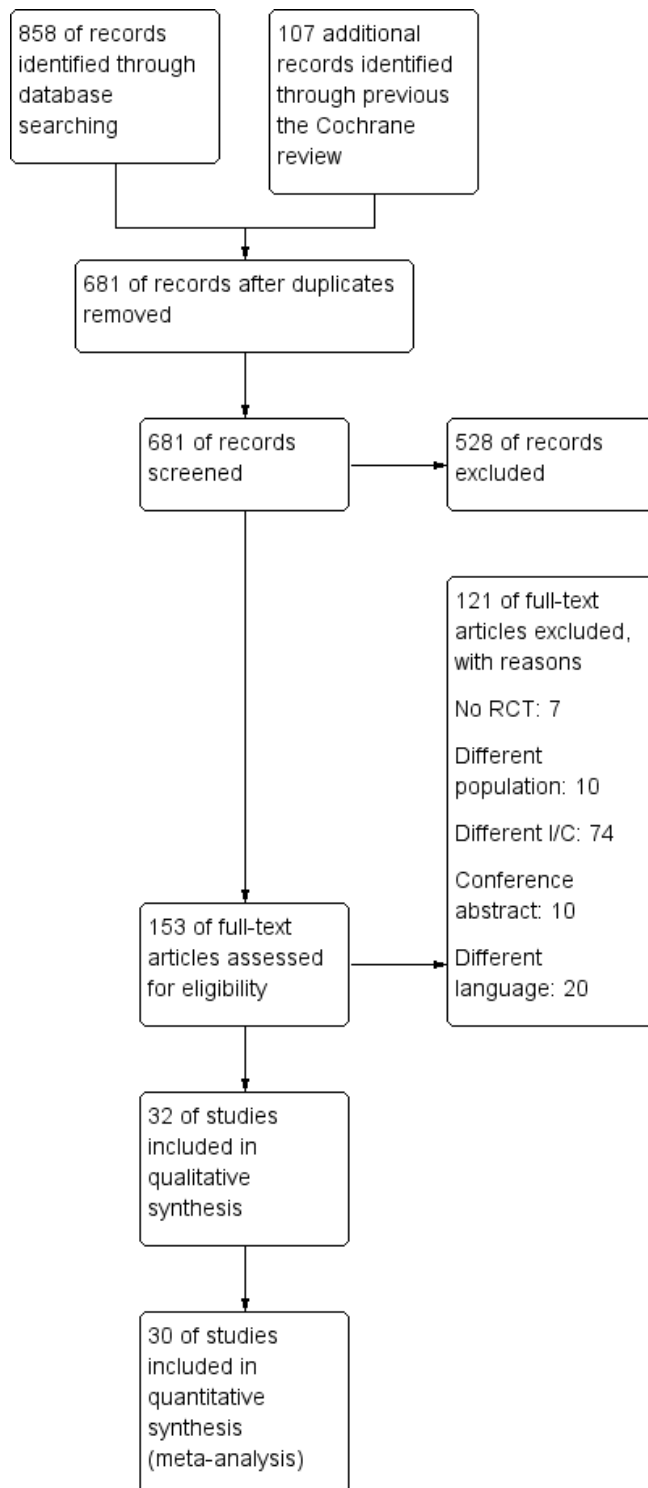 858 of records
identified through
database
searching
107 additional
records identified
through previous
the Cochrane
review
681 of records after duplicates
removed
681 of records
screened
528 of records
excluded
121 of full-text
articles excluded,
with reasons
No RCT: 7
Different
population: 10
Different I/C: 74
Conference
abstract: 10
Different
language: 20
153 of full-text
articles assessed
for eligibility
32 of studies
included in
qualitative
synthesis
30 of studies
included in
quantitative
synthesis
(meta-analysis)